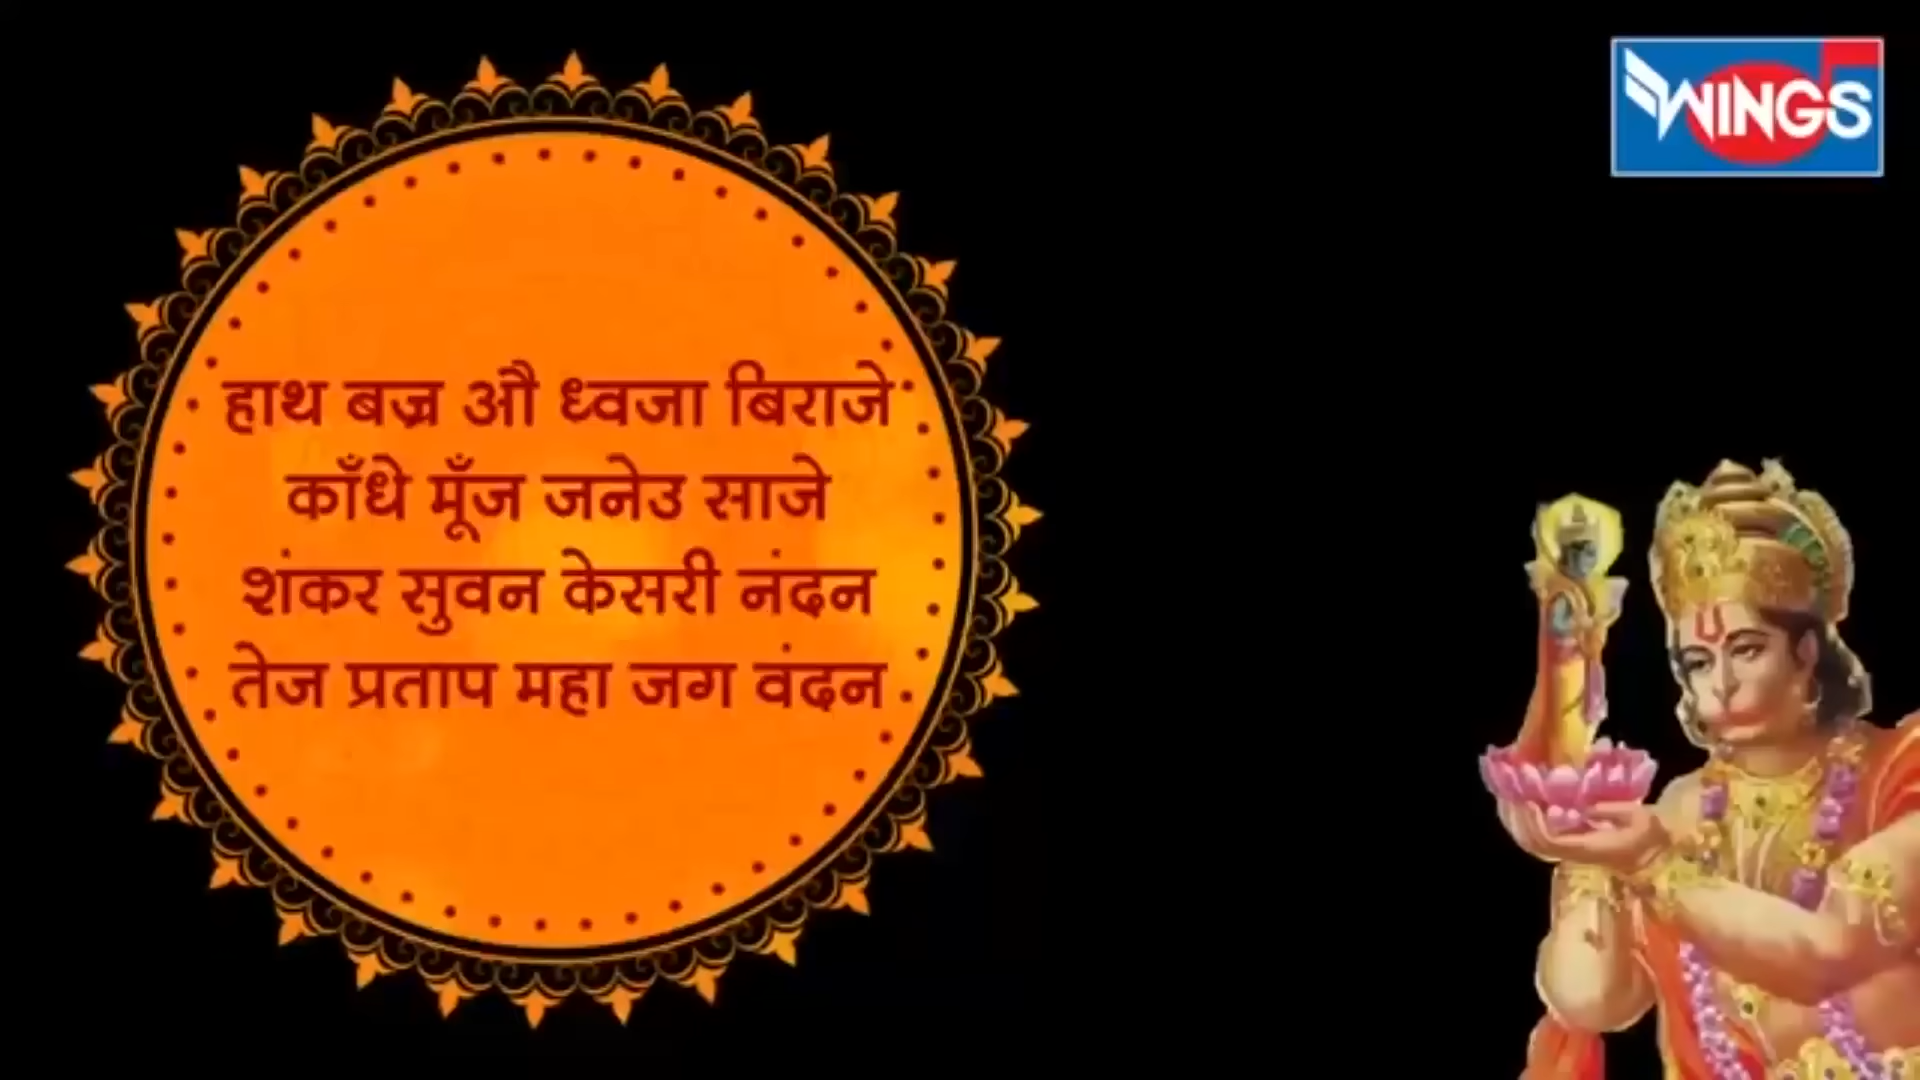 WINGS
हाथ बज्र औ ध्वजा बिराजे
काँधे मूँज जनेउ साजे
शंकर सुवन केसरी नंदन
तेज प्रताप महा जग वंदन